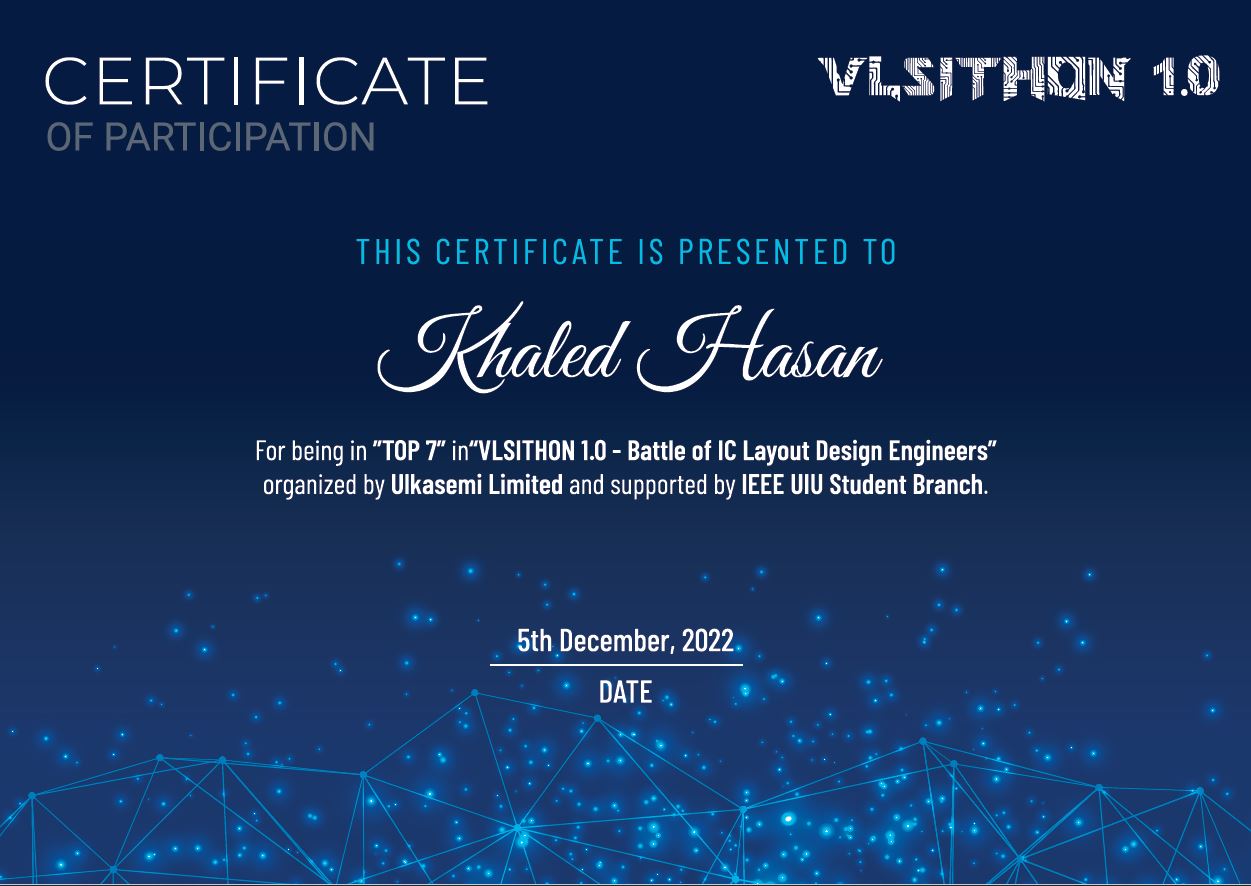 CERTIFICATE
OF PARTICIPATION
VLSITHON 1.0
THIS CERTIFICATE IS PRESENTED TO
Khaled Hasan
For being in ”TOP 7” in“VLSITHON 1.0 - Battle of IC Layout Design Engineers”
organized by Ulkasemi Limited and supported by IEEE UIU Student Branch.
5th December, 2022
DATE